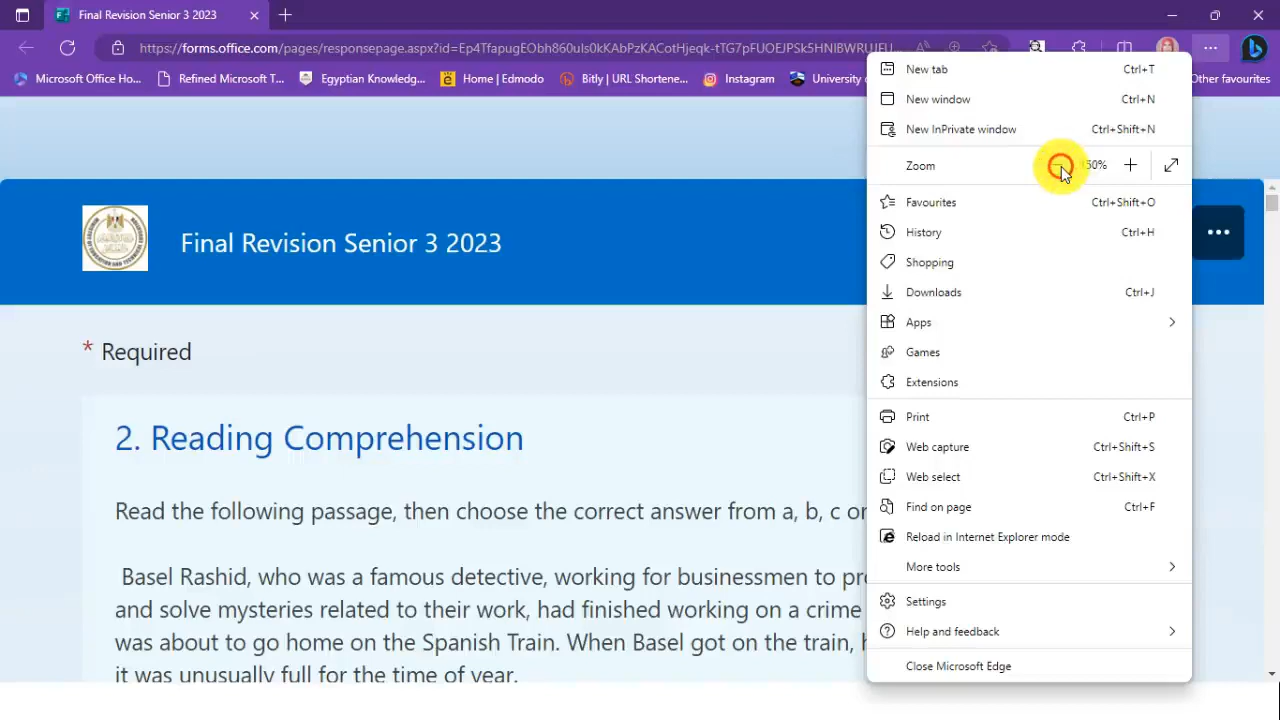 Final Revision Senior 3 2023
https://forms.office.com/pages/responsepage.aspx?id=Ep4TfapugEObh860uls0kKAbPzKACotHjeqk-tTG7pFUOEJPSk5HNlBWRUJFU...
Microsoft Office Ho...
Refined Microsoft T...
Egyptian Knowledg...
Home | Edmodo
Bitly | URL Shortene...
Instagram
University
Other favourites
New tab Ctrl+T
New window Ctrl+N
New InPrivate window Ctrl+Shift+N
Zoom 150%
Favourites Ctrl+Shift+O
History Ctrl+H
Shopping
Downloads Ctrl+J
Apps
Games
Extensions
Print Ctrl+P
Web capture Ctrl+Shift+S
Web select Ctrl+Shift+X
Find on page Ctrl+F
Reload in Internet Explorer mode
More tools
Settings
Help and feedback
Close Microsoft Edge
Final Revision Senior 3 2023
* Required
2. Reading Comprehension
Read the following passage, then choose the correct answer from a, b, c or
Basel Rashid, who was a famous detective, working for businessmen to
and solve mysteries related to their work, had finished working on a crime
was about to go home on the Spanish Train. When Basel got on the train,
it was unusually full for the time of year.